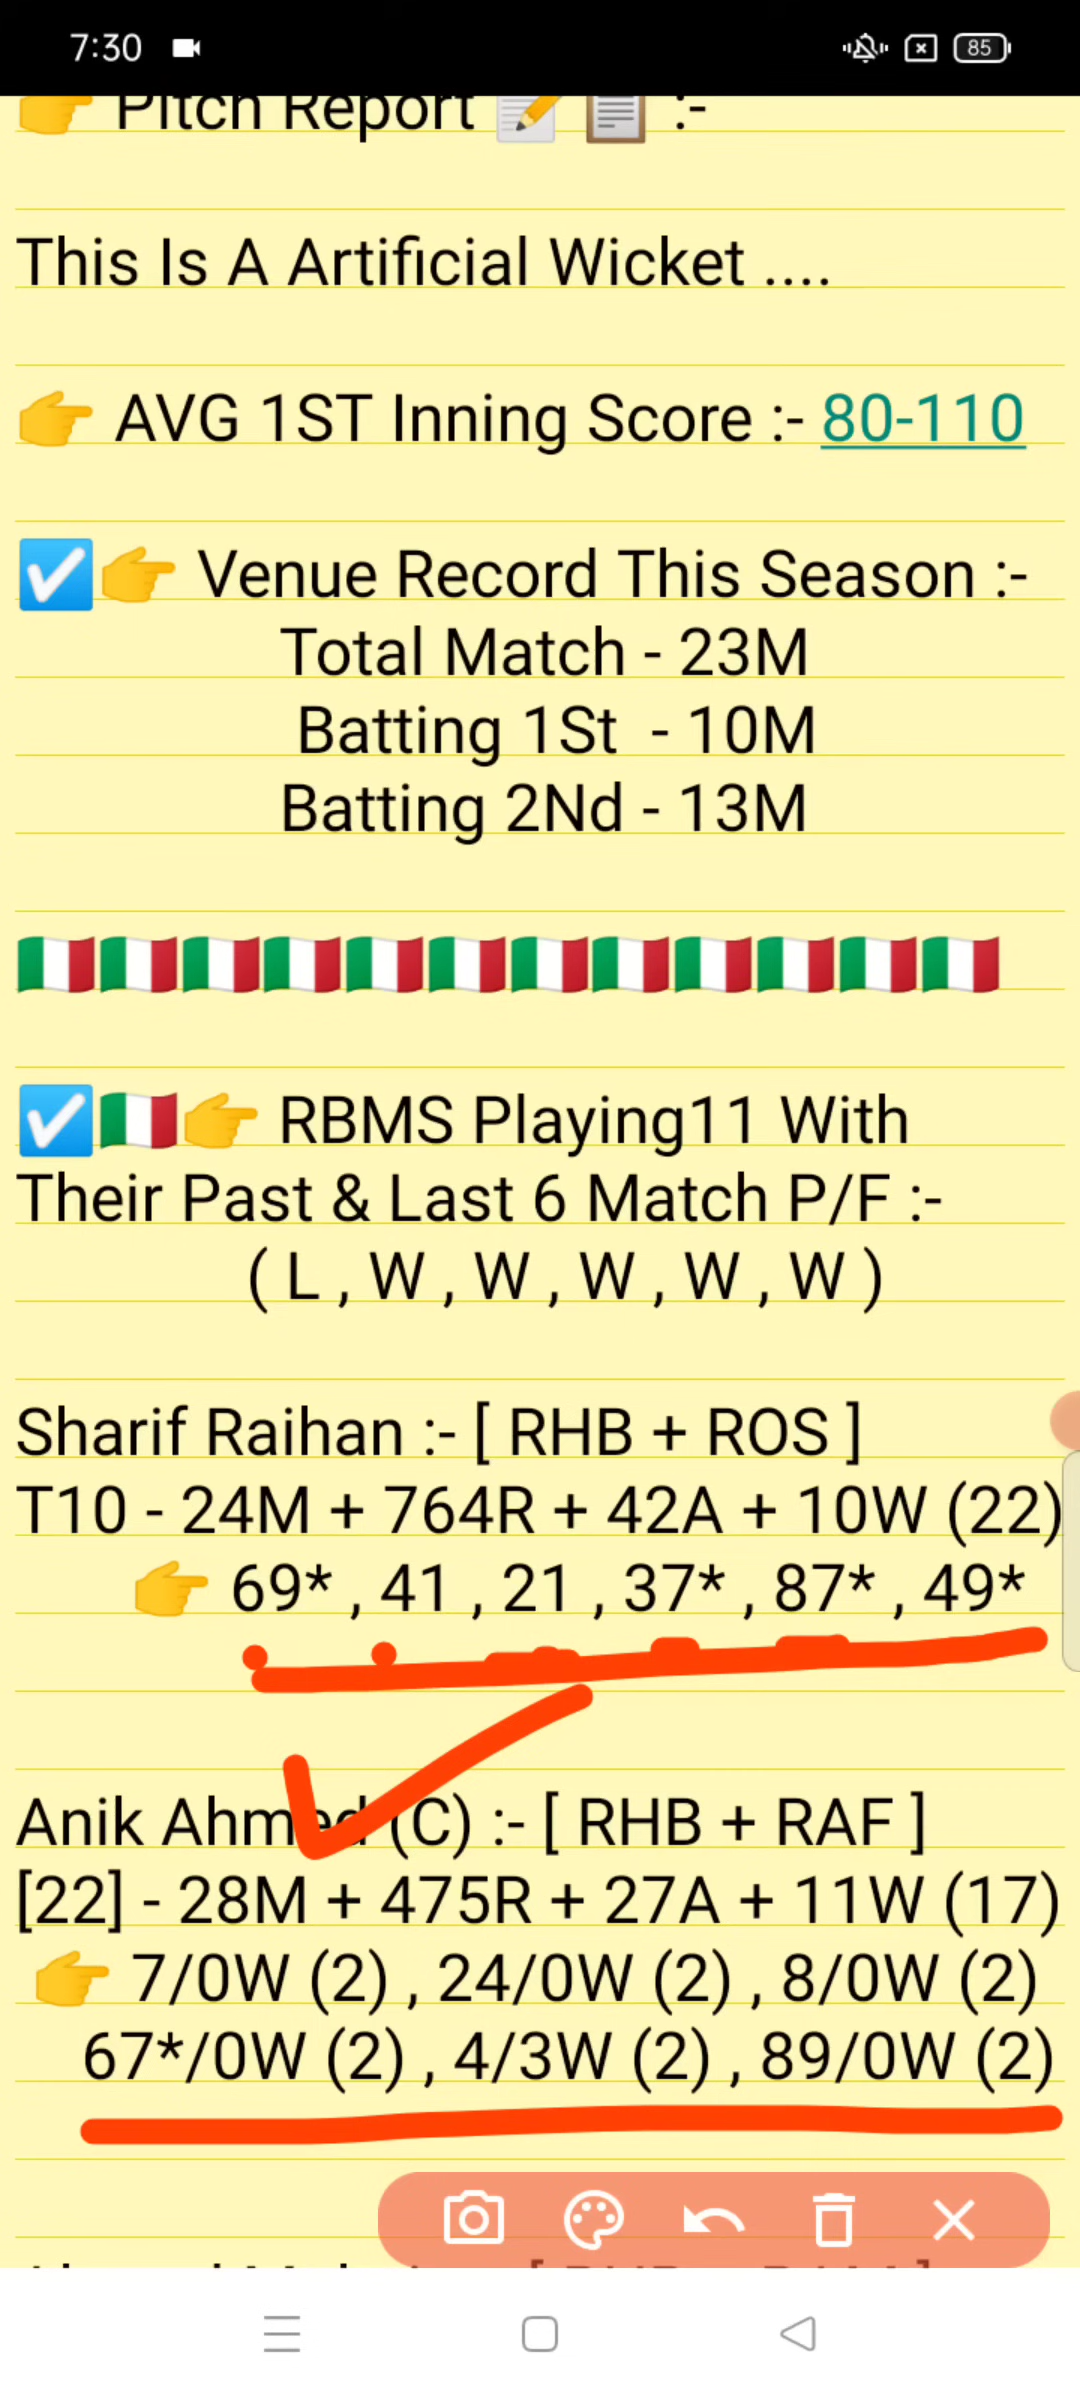 7:30
85
👉 Pitch Report 📝 📋 :-
This Is A Artificial Wicket ....
👉 AVG 1ST Inning Score :- 80-110
☑️👉 Venue Record This Season :-
Total Match - 23M
Batting 1St - 10M
Batting 2Nd - 13M
🇮🇹🇮🇹🇮🇹🇮🇹🇮🇹🇮🇹🇮🇹🇮🇹🇮🇹🇮🇹🇮🇹🇮🇹
☑️🇮🇹👉 RBMS Playing11 With
Their Past & Last 6 Match P/F :-
( L , W , W , W , W , W )
Sharif Raihan :- [ RHB + ROS ]
T10 - 24M + 764R + 42A + 10W (22)
👉 69* , 41 , 21 , 37* , 87* , 49*
Anik Ahmed (C) :- [ RHB + RAF ]
[22] - 28M + 475R + 27A + 11W (17)
👉 7/0W (2) , 24/0W (2) , 8/0W (2)
67*/0W (2) , 4/3W (2) , 89/0W (2)